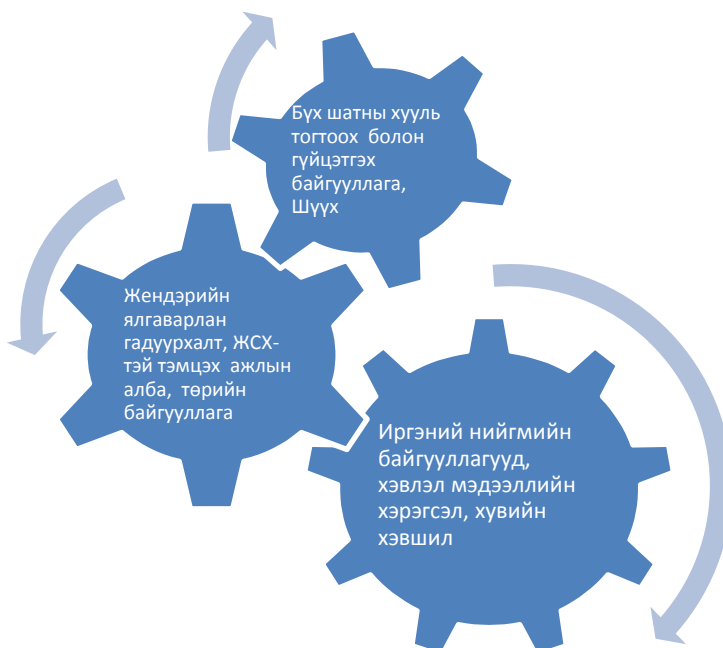 Бүх шатны хууль
тогтоох болон
гүйцэтгэх
байгууллага,
Шүүх
Жендэрийн
ялгаварлан
гадуурхалт, ЖСХ-
тэй тэмцэх ажлын
алба, төрийн
байгууллага
Иргэний нийгмийн
байгууллагууд,
хэвлэл мэдээллийн
хэрэгсэл, хувийн
хэвшил